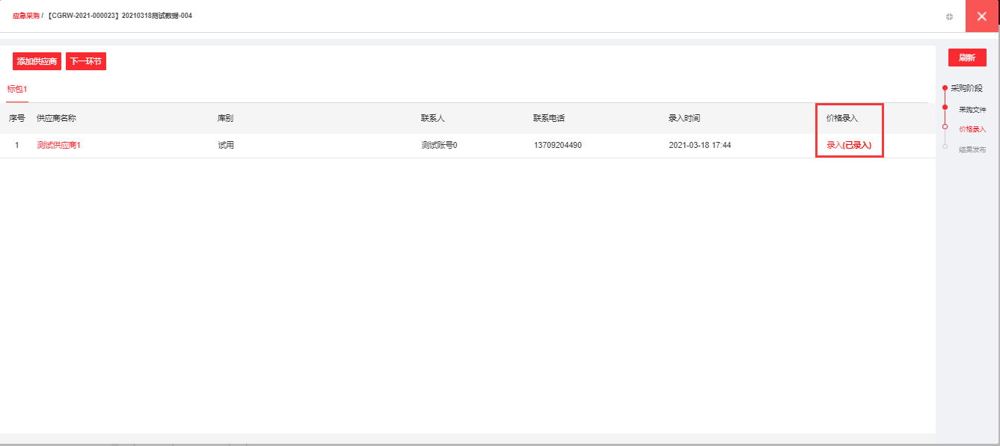 应急采购 / 【CGRW-2021-000023】20210318测试数据-004
添加供应商 下一环节
刷新
标包1
采购阶段
采购文件
价格录入
结果发布
序号 供应商名称 库别 联系人 联系电话 录入时间 价格录入
1 测试供应商1 试用 测试账号0 13709204490 2021-03-18 17:44 录入(已录入)